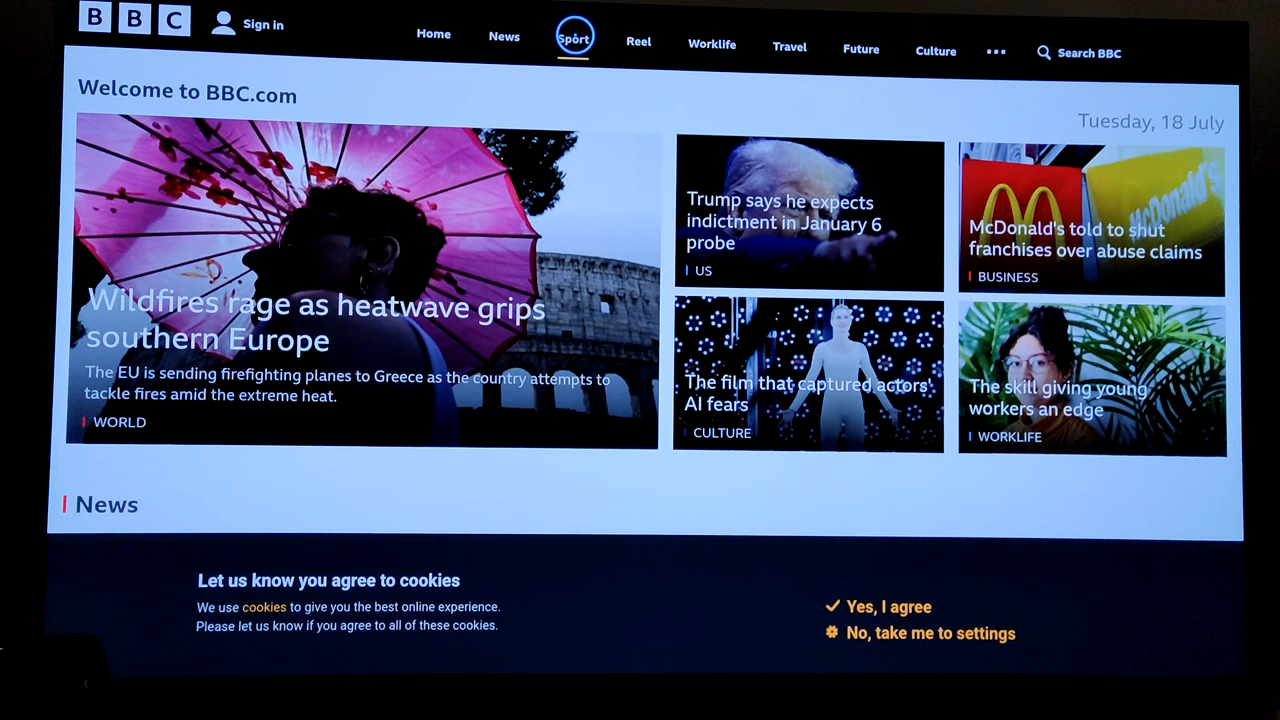 BBC
Sign in
Home
News
Sport
Reel
Worklife
Travel
Future
Culture
Search BBC
Welcome to BBC.com
Tuesday, 18 July
Wildfires rage as heatwave grips
southern Europe
The EU is sending firefighting planes to Greece as the country attempts to
tackle fires amid the extreme heat.
WORLD
Trump says he expects
indictment in January 6
probe
US
McDonald's
McDonald's told to shut
franchises over abuse claims
BUSINESS
The film that captured actors'
AI fears
CULTURE
The skill giving young
workers an edge
WORKLIFE
News
Let us know you agree to cookies
We use cookies to give you the best online experience.
Please let us know if you agree to all of these cookies.
Yes, I agree
No, take me to settings